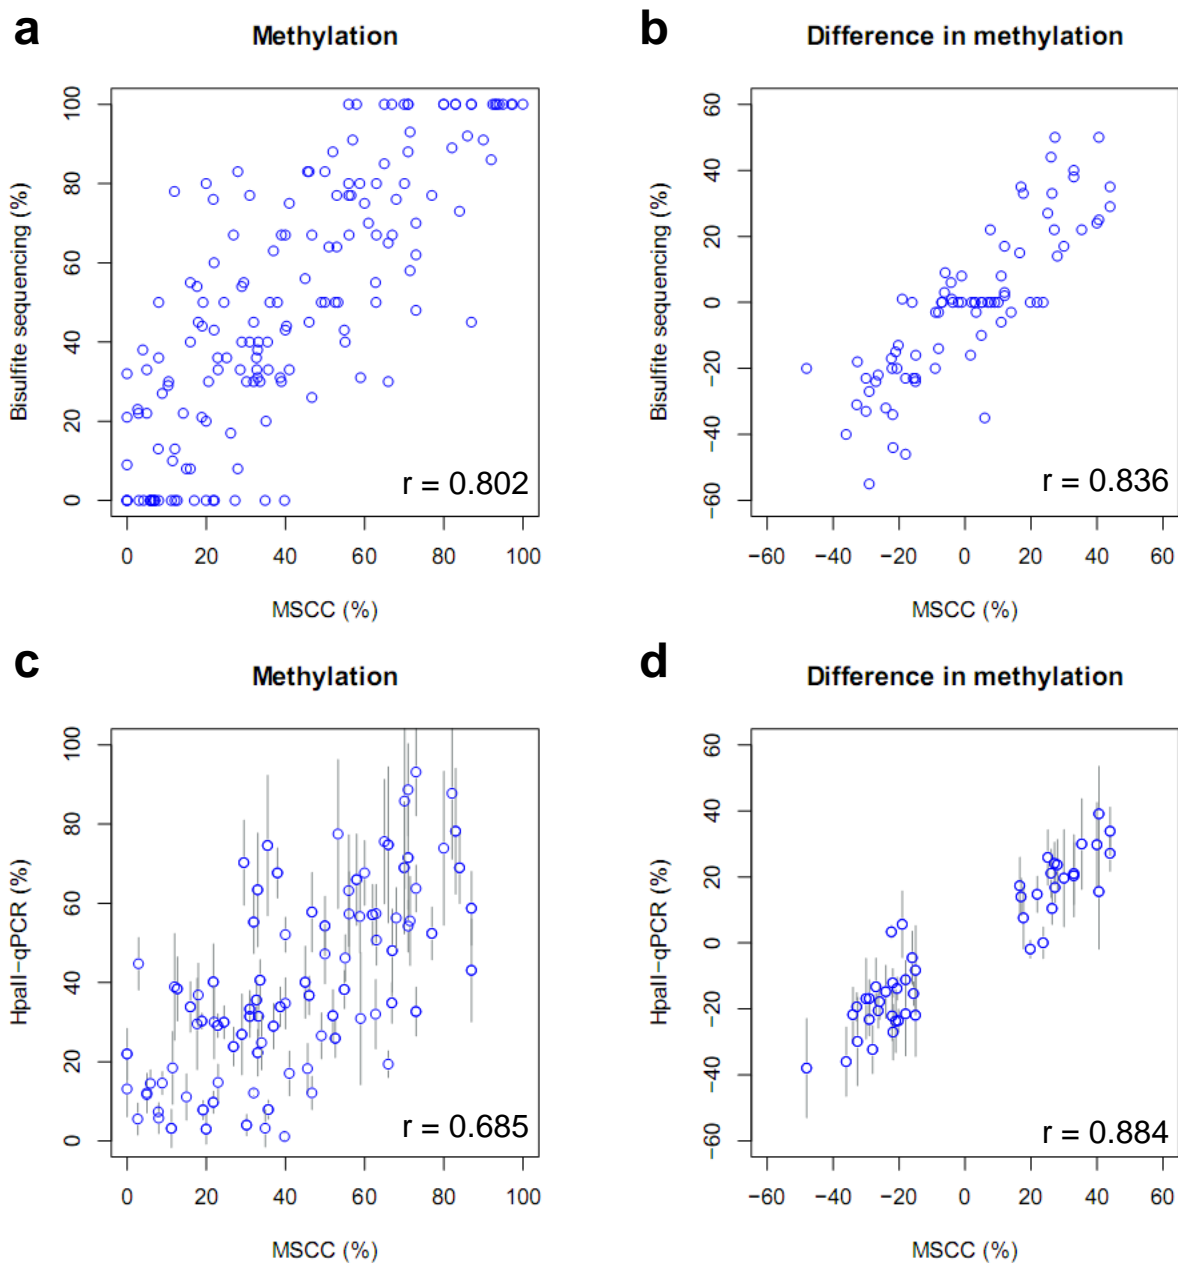 a
Methylation
Bisulfite sequencing (%)
100
80
60
40
20
0
r = 0.802
0 20 40 60 80 100
MSCC (%)
b
Difference in methylation
Bisulfite sequencing (%)
60
40
20
0
−20
−40
−60
r = 0.836
−60 −40 −20 0 20 40 60
MSCC (%)
c
Methylation
HpaII−qPCR (%)
100
80
60
40
20
0
r = 0.685
0 20 40 60 80 100
MSCC (%)
d
Difference in methylation
HpaII−qPCR (%)
60
40
20
0
−20
−40
−60
r = 0.884
−60 −40 −20 0 20 40 60
MSCC (%)